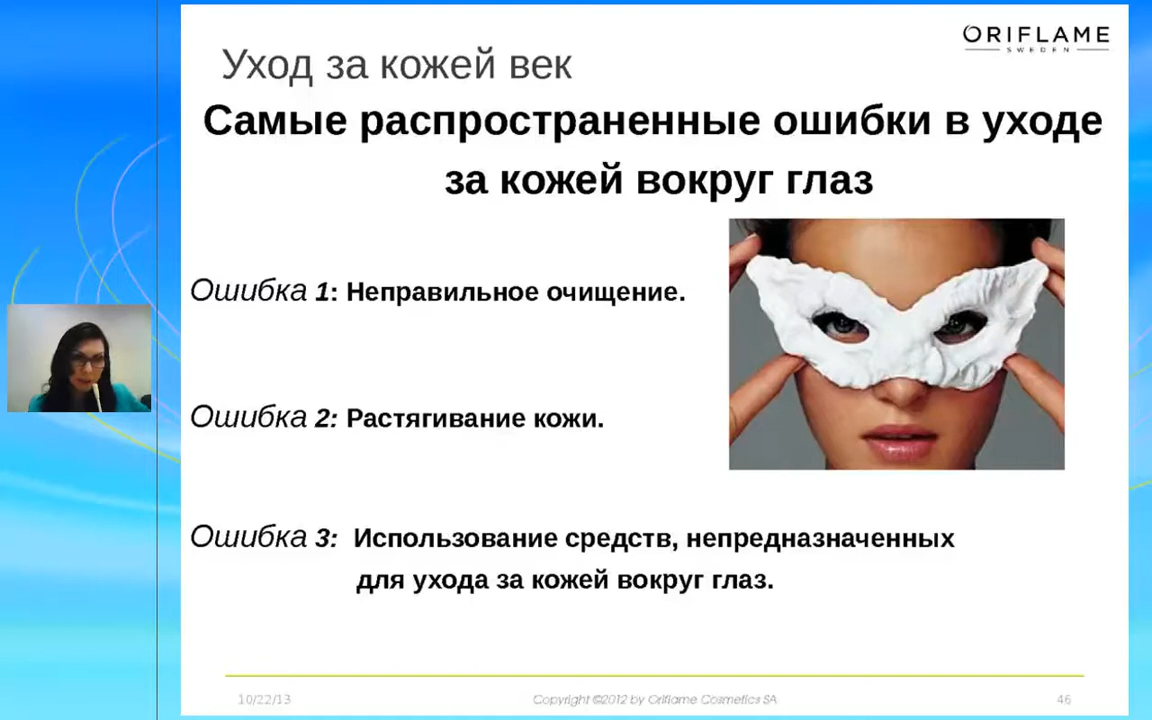 ORIFLAME
SWEDEN
Уход за кожей век
Самые распространенные ошибки в уходе
за кожей вокруг глаз
Ошибка 1: Неправильное очищение.
Ошибка 2: Растягивание кожи.
Ошибка 3: Использование средств, непредназначенных
для ухода за кожей вокруг глаз.
10/22/13
Copyright ©2012 by Oriflame Cosmetics SA
46